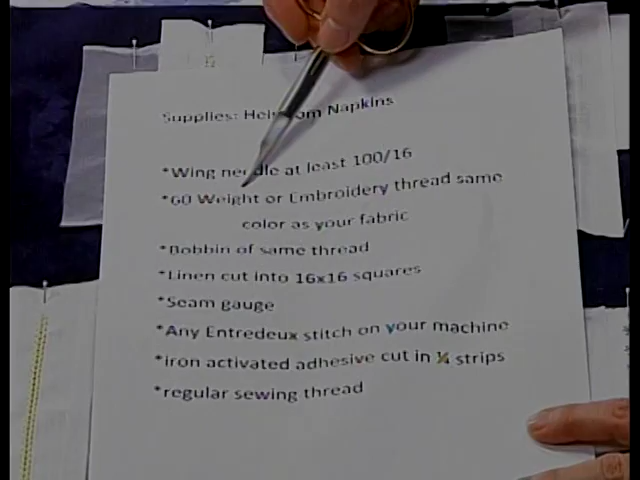 Supplies: Heirloom Napkins
*Wing needle at least 100/16
*60 Weight or Embroidery thread same
color as your fabric
*Bobbin of same thread
*Linen cut into 16x16 squares
*Seam gauge
*Any Entredeux stitch on your machine
*iron activated adhesive cut in ¼ strips
*regular sewing thread